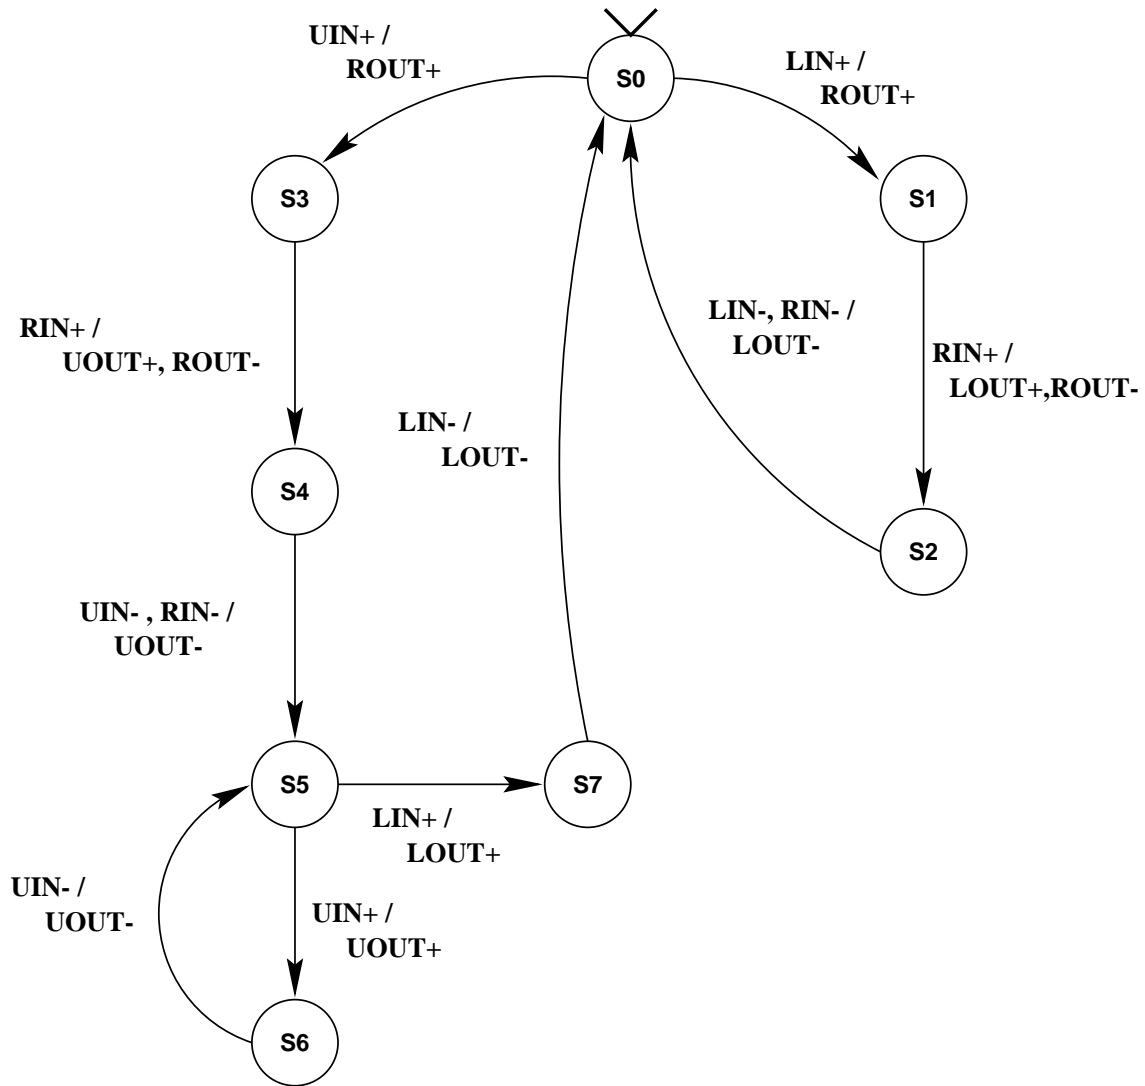 UIN+ /
ROUT+
S0
LIN+ /
ROUT+
S3
S1
RIN+ /
UOUT+, ROUT-
LIN-, RIN- /
LOUT-
RIN+ /
LOUT+,ROUT-
LIN- /
LOUT-
S4
S2
UIN- , RIN- /
UOUT-
S5
S7
LIN+ /
LOUT+
UIN- /
UOUT-
UIN+ /
UOUT+
S6